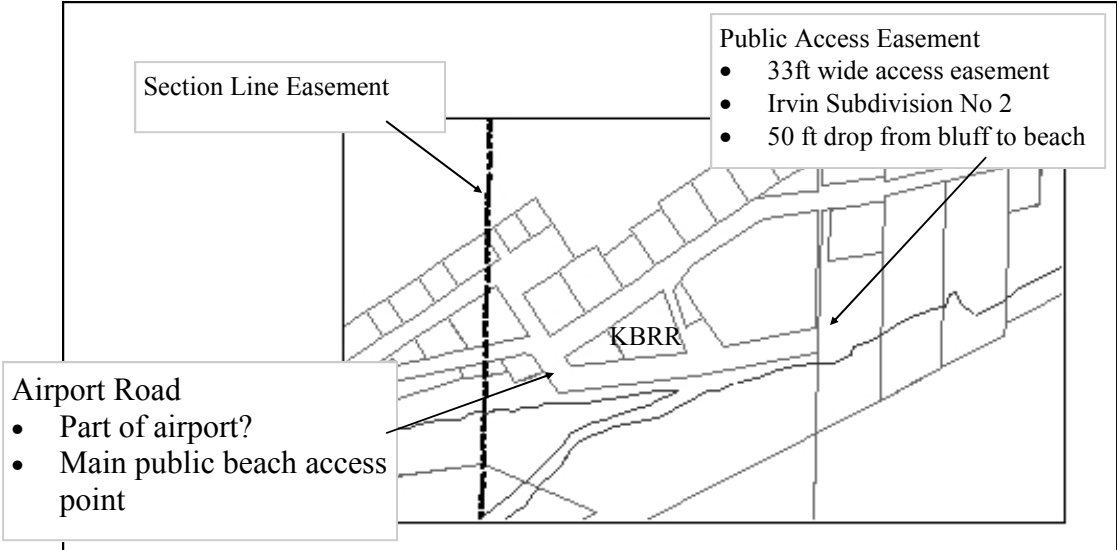 Public Access Easement
• 33ft wide access easement
• Irvin Subdivision No 2
• 50 ft drop from bluff to beach
Section Line Easement
KBRR
Airport Road
• Part of airport?
• Main public beach access
point